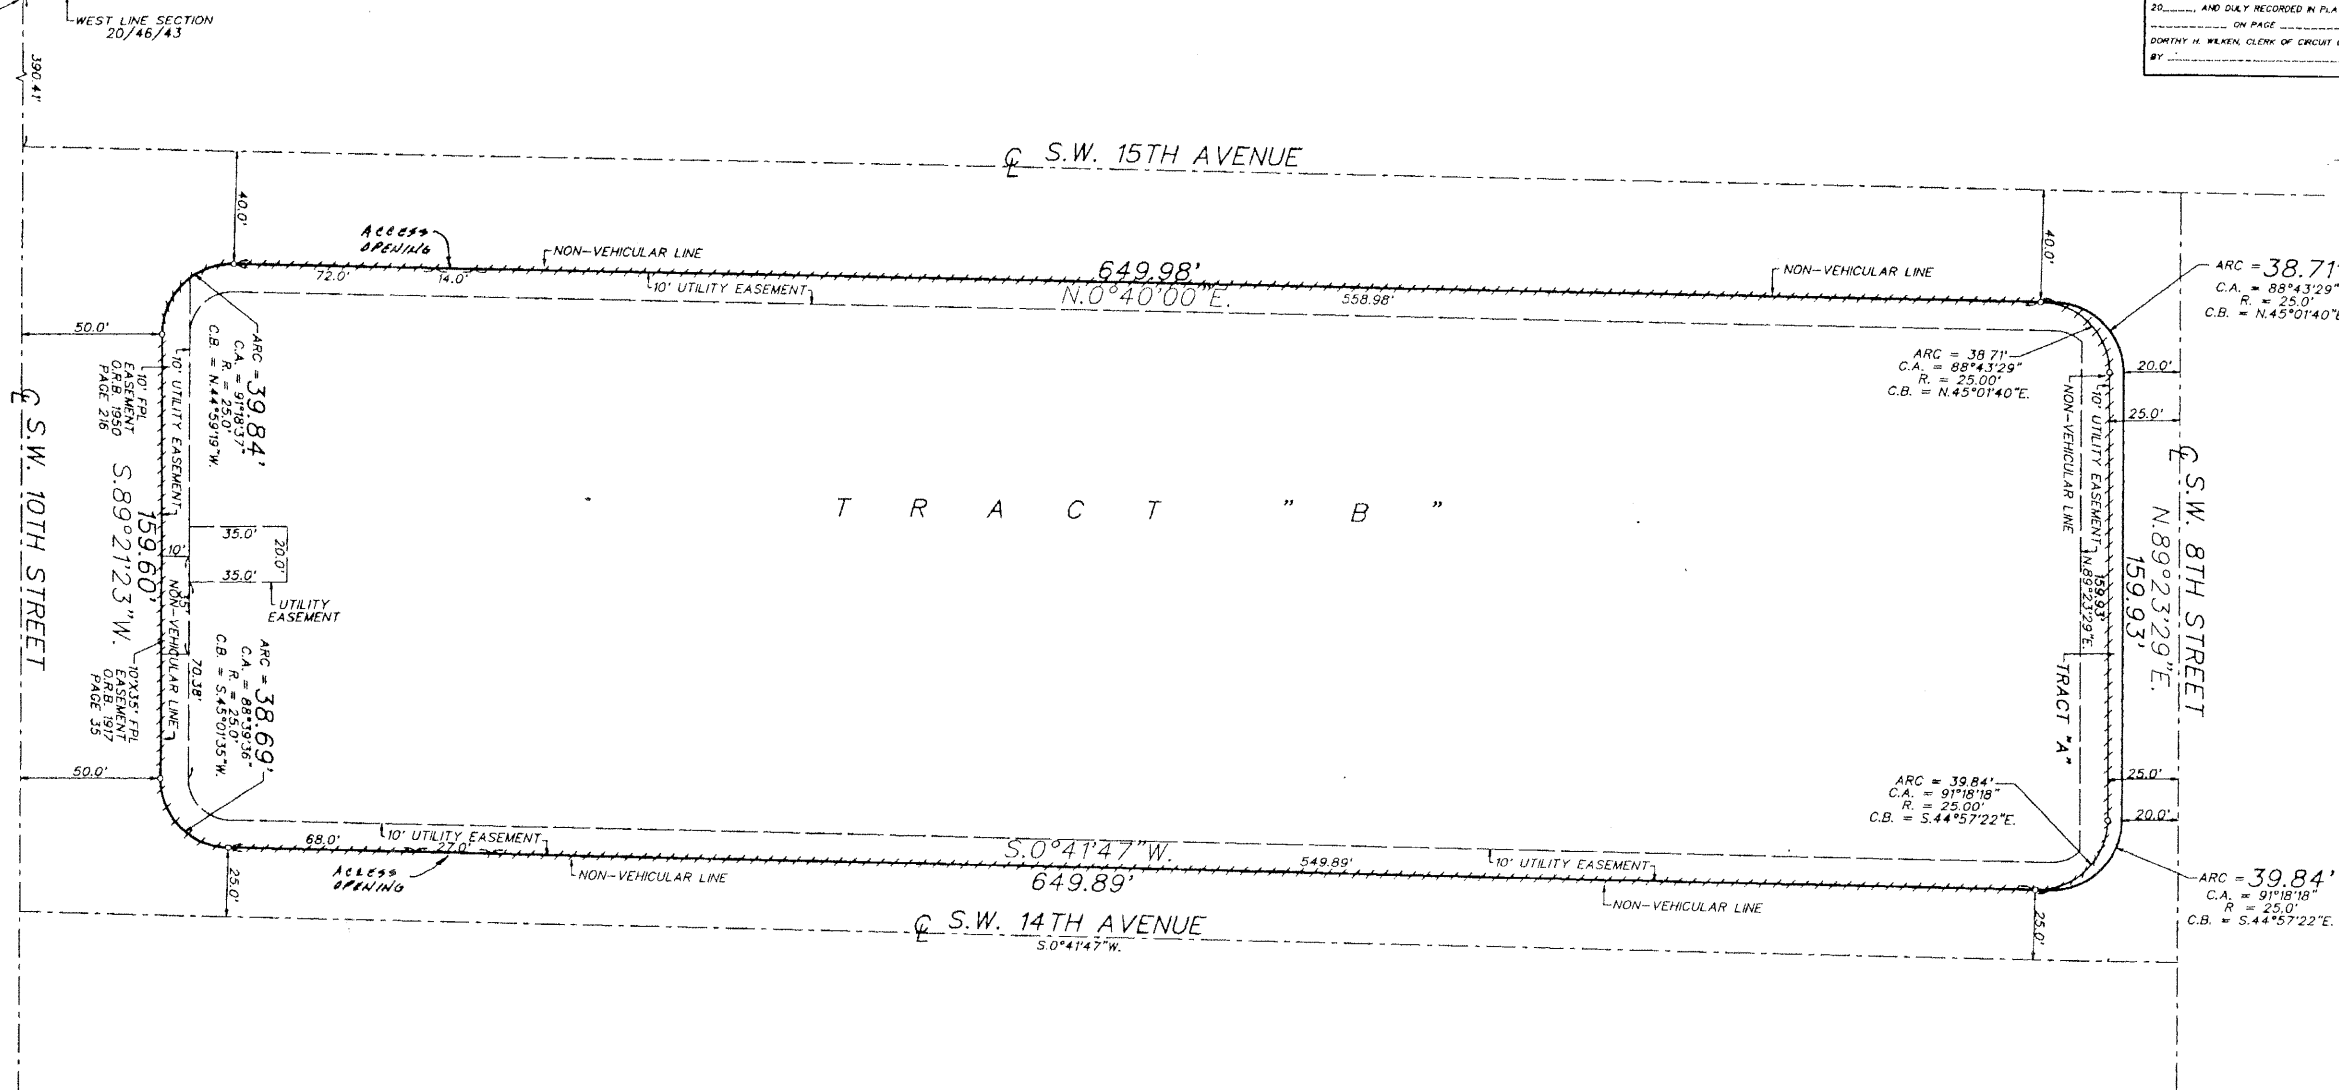 WEST LINE SECTION
20/46/43
390.41'
20____, AND DULY RECORDED IN
ON PAGE
DORTHY H. WILKEN, CLERK OF CIRCUIT
BY
℄ S.W. 15TH AVENUE
40.0'
40.0'
ACCESS
OPENING
NON-VEHICULAR LINE
72.0'
14.0'
10' UTILITY EASEMENT
649.98'
N.0°40'00"E.
558.98'
NON-VEHICULAR LINE
ARC = 38.71'
C.A. = 88°43'29"
R. = 25.0'
C.B. = N.45°01'40"E
ARC = 38.71'
C.A. = 88°43'29"
R. = 25.00'
C.B. = N.45°01'40"E.
50.0'
10' UTILITY EASEMENT
ARC = 39.84'
C.A. = 91°18'37"
R. = 25.0'
C.B. = N.44°59'19"W.
10' FPL
EASEMENT
O.R.B. 1950
PAGE 216
℄ S.W. 10TH STREET
S.89°21'23"W.
159.60'
35.0'
20.0'
35.0'
10'
35'
UTILITY
EASEMENT
NON-VEHICULAR LINE
70.38'
10'X35' FPL
EASEMENT
O.R.B. 1917
PAGE 35
ARC = 38.69'
C.A. = 88°39'36"
R. = 25.0'
C.B. = S.45°01'35"W.
50.0'
TRACT "B"
20.0'
25.0'
10' UTILITY EASEMENT
NON-VEHICULAR LINE
159.93'
N.89°23'29"E.
℄ S.W. 8TH STREET
N.89°23'29"E.
159.93'
TRACT "A"
25.0'
20.0'
ARC = 39.84'
C.A. = 91°18'18"
R. = 25.00'
C.B. = S.44°57'22"E.
68.0'
10' UTILITY EASEMENT
27.0'
ACCESS
OPENING
NON-VEHICULAR LINE
S.0°41'47"W.
649.89'
549.89'
10' UTILITY EASEMENT
NON-VEHICULAR LINE
ARC = 39.84'
C.A. = 91°18'18"
R = 25.0'
C.B. = S.44°57'22"E.
25.0'
25.0'
℄ S.W. 14TH AVENUE
S.0°41'47"W.